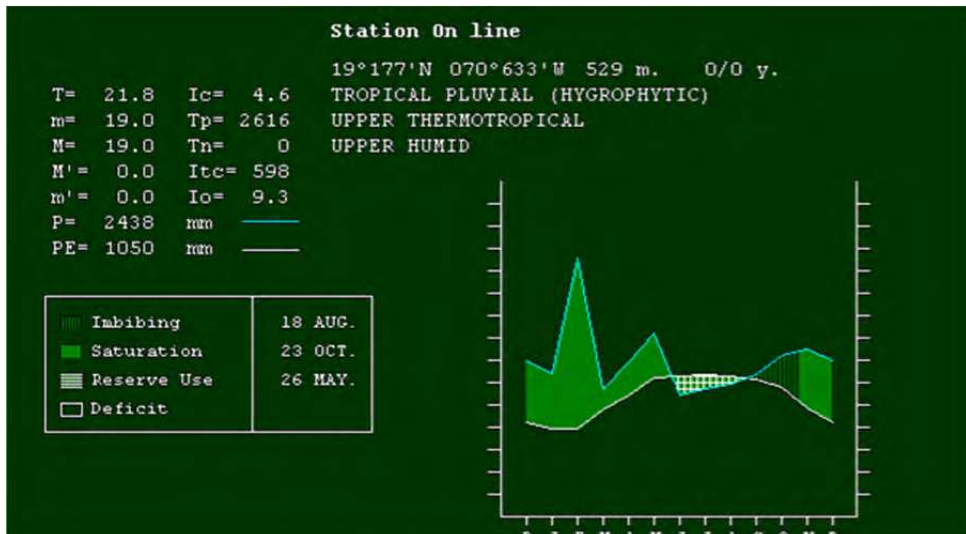 Station On line
19°177'N 070°633'W 529 m. 0/0 y.
T= 21.8 Ic= 4.6 TROPICAL PLUVIAL (HYGROPHYTIC)
m= 19.0 Tp= 2616 UPPER THERMOTROPICAL
M= 19.0 Tn= 0 UPPER HUMID
M'= 0.0 Itc= 598
m'= 0.0 Io= 9.3
P= 2438 mm
PE= 1050 mm
Imbibing 18 AUG.
Saturation 23 OCT.
Reserve Use 26 MAY.
Deficit